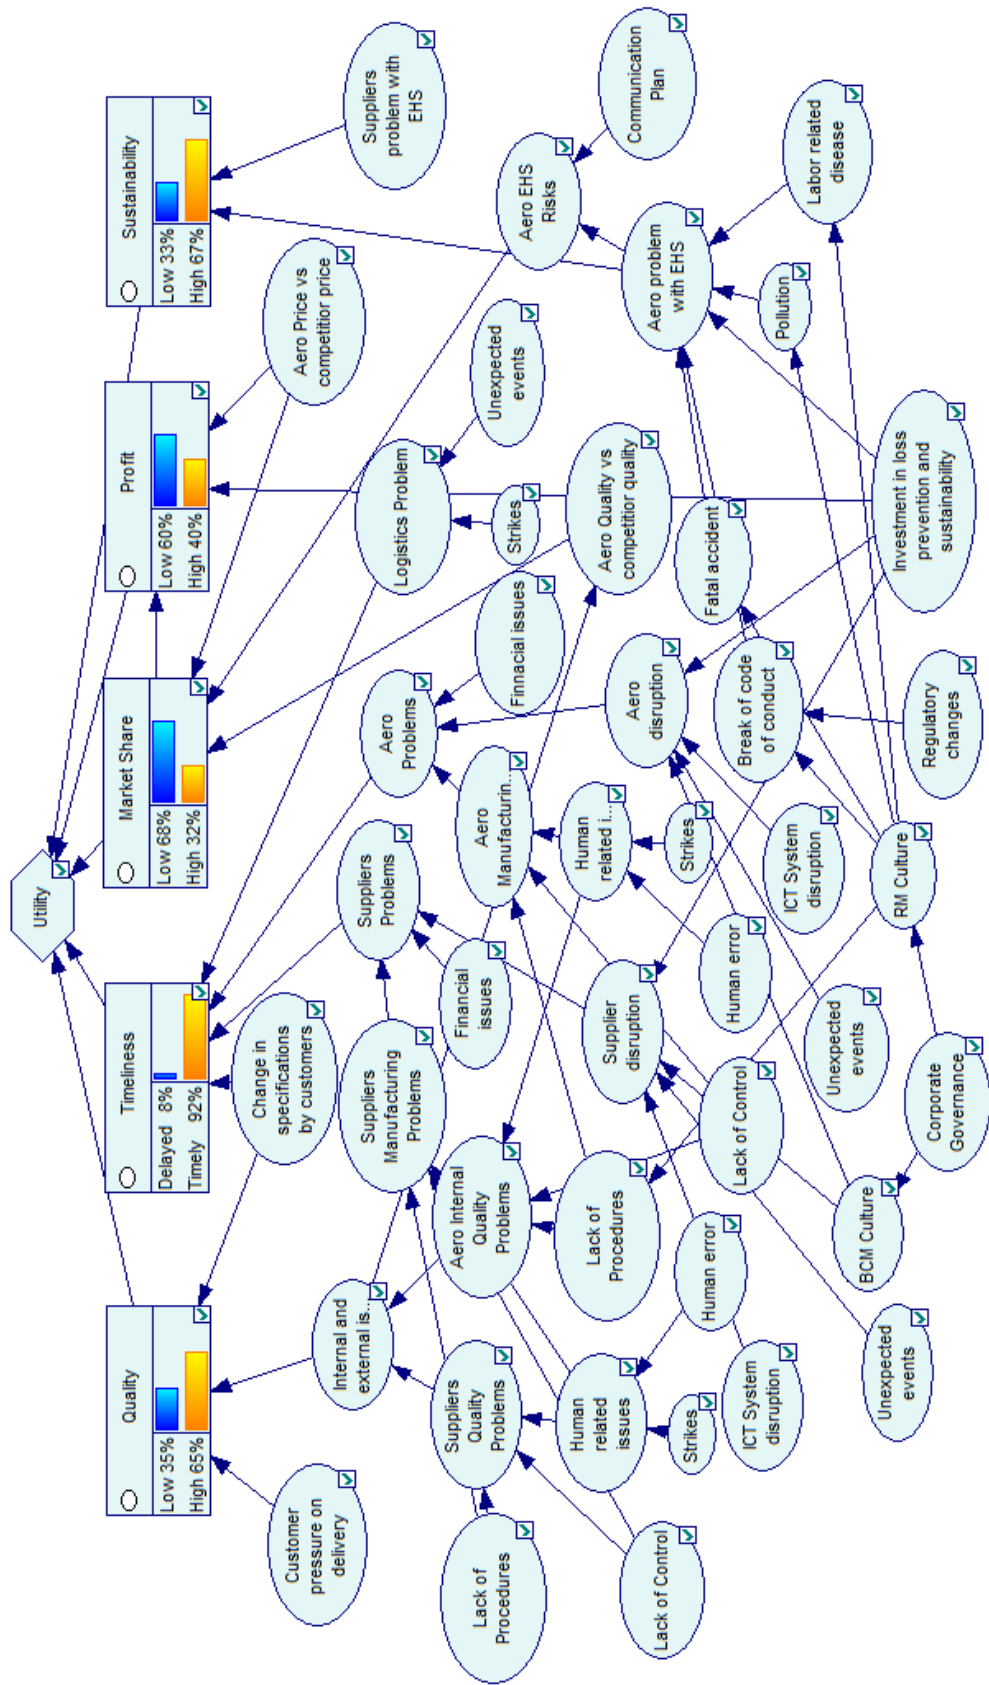 Utility
Quality
Low 35%
High 65%
Timeliness
Delayed 8%
Timely 92%
Market Share
Low 68%
High 32%
Profit
Low 60%
High 40%
Sustainability
Low 33%
High 67%
Customer
pressure on
delivery
Change in
specifications
by customers
Aero Price vs
competitior price
Suppliers
problem with
EHS
Internal and
external is...
Suppliers
Manufacturing
Problems
Suppliers
Problems
Aero
Problems
Logistics Problem
Unexpected
events
Lack of
Procedures
Suppliers
Quality
Problems
Aero Internal
Quality
Problems
Financial
issues
Aero
Manufacturin...
Finnacial issues
Strikes
Aero EHS
Risks
Communication
Plan
Lack of Control
Human
related
issues
Lack of
Procedures
Supplier
disruption
Human
related i...
Aero
disruption
Aero Quality vs
competitior quality
Aero problem
with EHS
Strikes
Human error
Lack of Control
Human error
Strikes
Break of code
of conduct
Fatal accident
Pollution
Labor related
disease
ICT System
disruption
BCM Culture
Unexpected
events
ICT System
disruption
Unexpected
events
Corporate
Governance
RM Culture
Regulatory
changes
Investment in loss
prevention and
sustainability